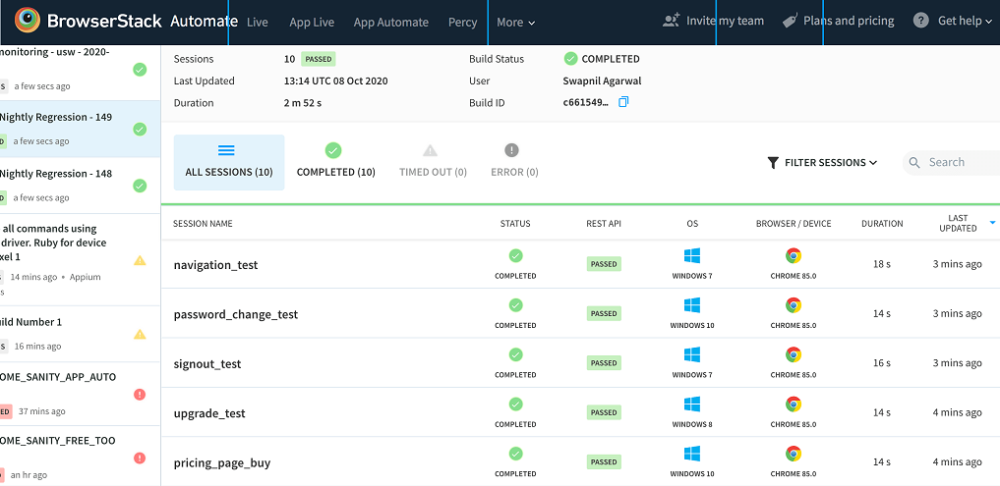 BrowserStack Automate Live App Live App Automate Percy More Invite my team Plans and pricing ? Get help
monitoring - usw - 2020-
S a few secs ago
Nightly Regression - 149
D a few secs ago
Nightly Regression - 148
D a few secs ago
all commands using
driver. Ruby for device
xel 1
S 14 mins ago • Appium
s
uild Number 1
S 16 mins ago
OME_SANITY_APP_AUTO
ED 37 mins ago
OME_SANITY_FREE_TOO
an hr ago
Sessions 10 PASSED Build Status COMPLETED
Last Updated 13:14 UTC 08 Oct 2020 User Swapnil Agarwal
Duration 2 m 52 s Build ID c661549...
ALL SESSIONS (10) COMPLETED (10) TIMED OUT (0) ERROR (0) FILTER SESSIONS Search
SESSION NAME STATUS REST API OS BROWSER / DEVICE DURATION LAST UPDATED
navigation_test COMPLETED PASSED WINDOWS 7 CHROME 85.0 18 s 3 mins ago
password_change_test COMPLETED PASSED WINDOWS 10 CHROME 85.0 14 s 3 mins ago
signout_test COMPLETED PASSED WINDOWS 7 CHROME 85.0 16 s 3 mins ago
upgrade_test COMPLETED PASSED WINDOWS 8 CHROME 85.0 14 s 4 mins ago
pricing_page_buy COMPLETED PASSED WINDOWS 10 CHROME 85.0 14 s 4 mins ago